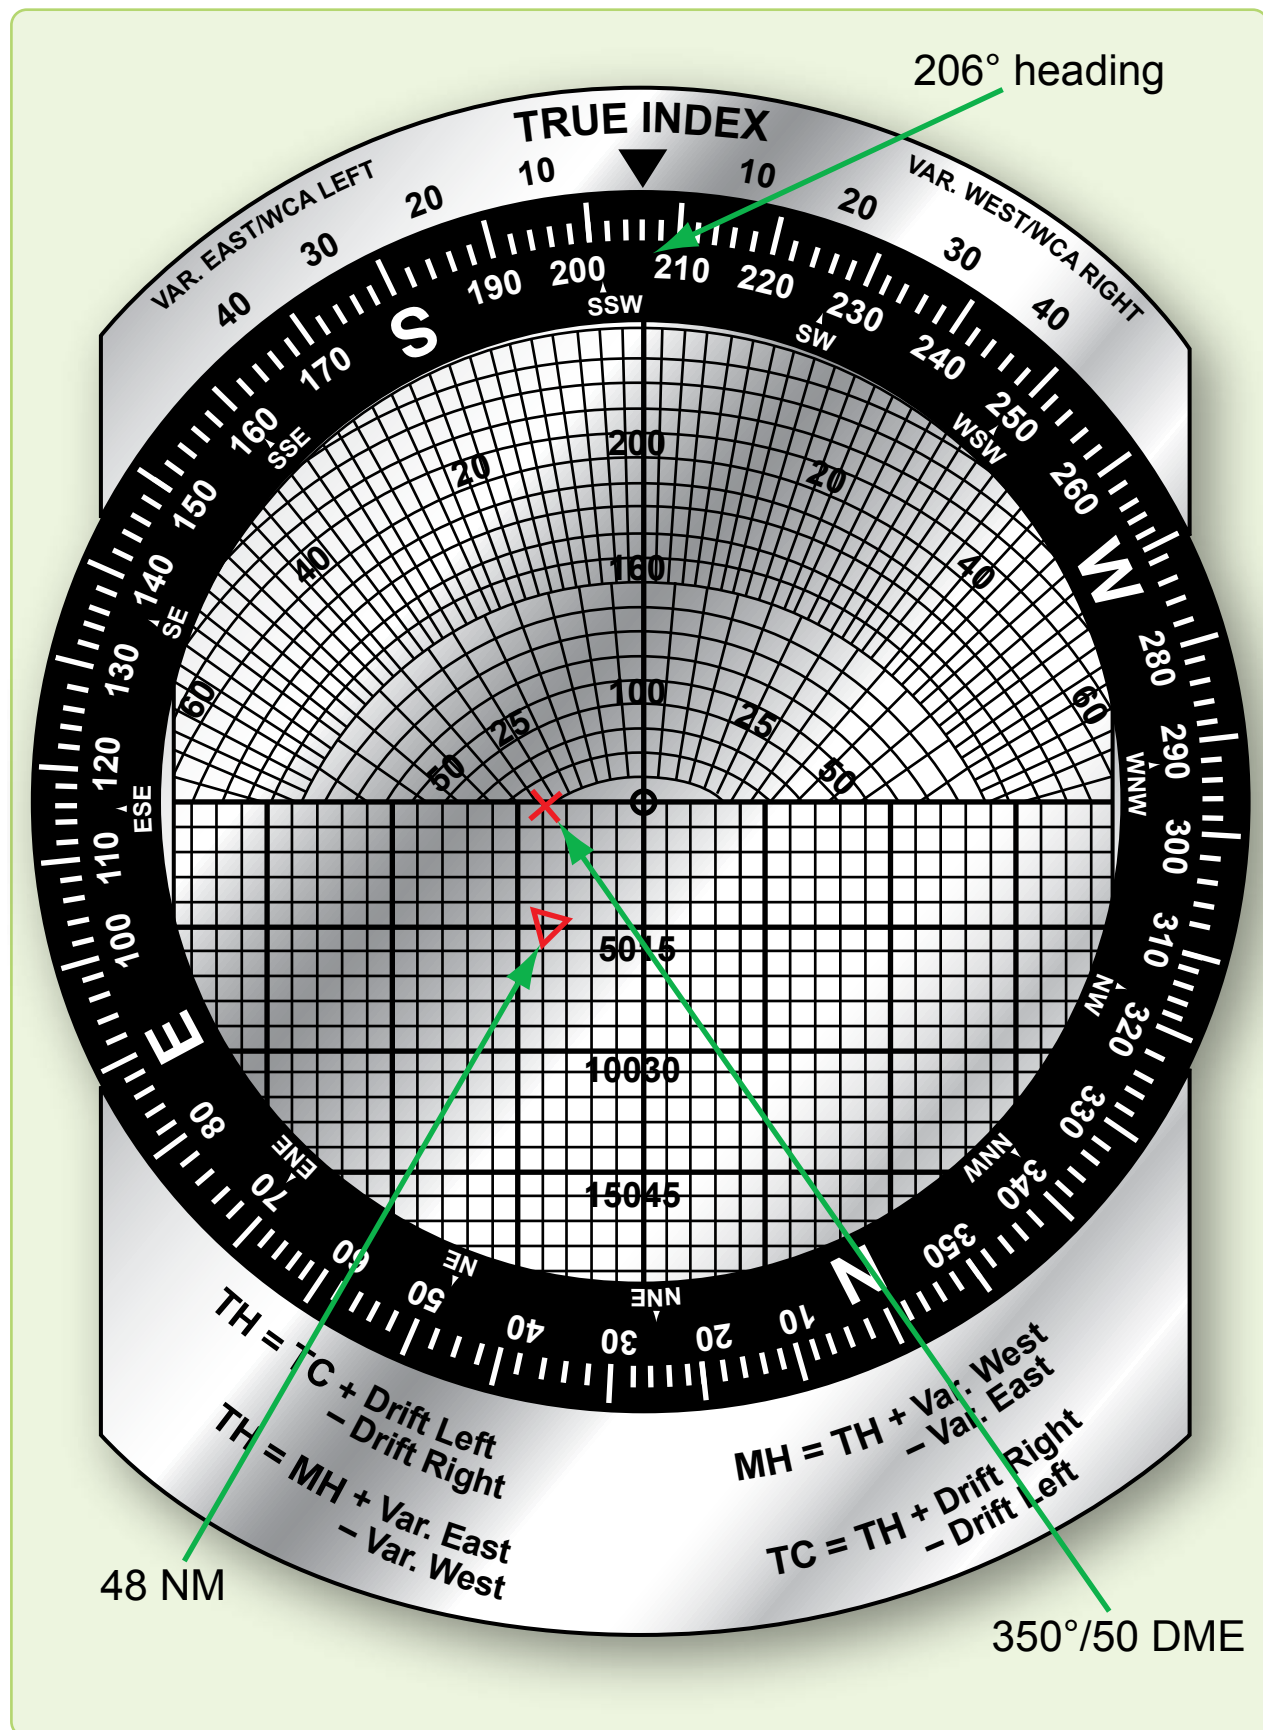 206° heading
TRUE INDEX
VAR. EAST/WCA LEFT
40
30
20
10
10
20
30
40
VAR. WEST/WCA RIGHT
S
190
200
210
220
230
240
250
260
W
280
290
300
310
320
330
340
350
N
10
20
30
40
50
60
70
80
E
100
110
120
130
140
150
160
170
SSW
SW
WSW
WNW
NW
NNW
NNE
NE
ENE
ESE
SE
SSE
200
20
20
160
40
40
60
60
100
25
25
50
50
5015
10030
15045
TH = TC + Drift Left
– Drift Right
TH = MH + Var. East
– Var. West
MH = TH + Var. West
– Var. East
TC = TH + Drift Right
– Drift Left
48 NM
350°/50 DME